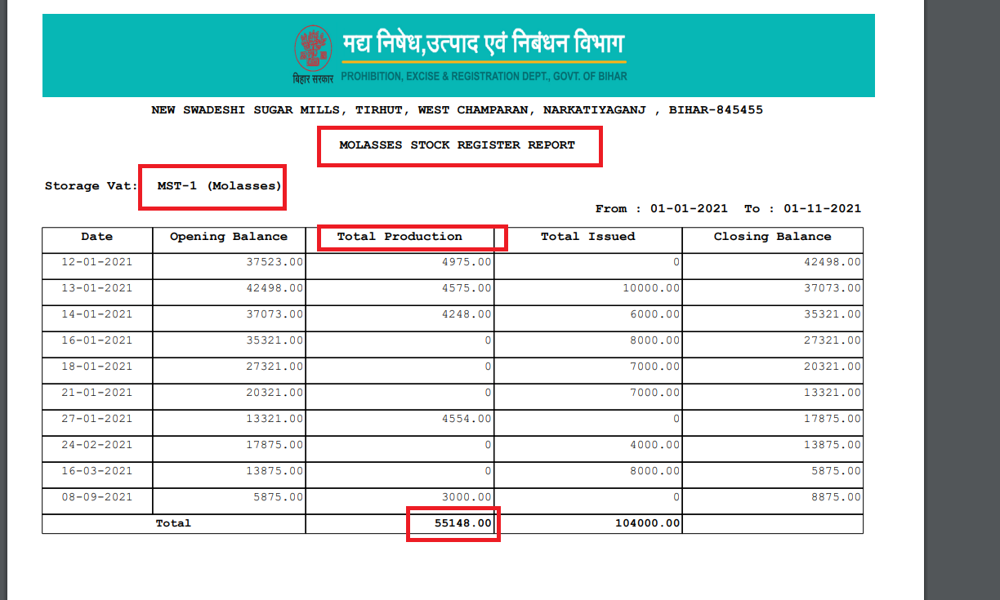 मद्य निषेध,उत्पाद एवं निबंधन विभाग
बिहार सरकार PROHIBITION, EXCISE & REGISTRATION DEPT., GOVT. OF BIHAR
NEW SWADESHI SUGAR MILLS, TIRHUT, WEST CHAMPARAN, NARKATIYAGANJ , BIHAR-845455
MOLASSES STOCK REGISTER REPORT
Storage Vat: MST-1 (Molasses)
From : 01-01-2021 To : 01-11-2021
Date Opening Balance Total Production Total Issued Closing Balance
12-01-2021 37523.00 4975.00 0 42498.00
13-01-2021 42498.00 4575.00 10000.00 37073.00
14-01-2021 37073.00 4248.00 6000.00 35321.00
16-01-2021 35321.00 0 8000.00 27321.00
18-01-2021 27321.00 0 7000.00 20321.00
21-01-2021 20321.00 0 7000.00 13321.00
27-01-2021 13321.00 4554.00 0 17875.00
24-02-2021 17875.00 0 4000.00 13875.00
16-03-2021 13875.00 0 8000.00 5875.00
08-09-2021 5875.00 3000.00 0 8875.00
Total 55148.00 104000.00